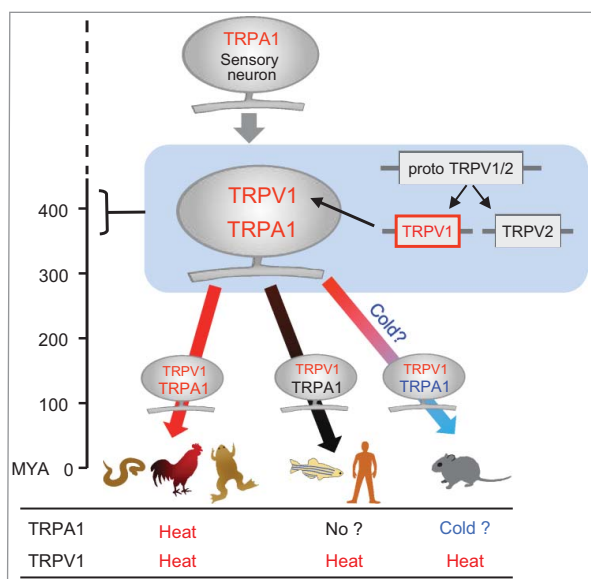 TRPA1
Sensory
neuron
proto TRPV1/2
TRPV1
TRPA1
TRPV1
TRPV2
400
300
200
100
MYA 0
Cold?
TRPV1
TRPA1
TRPV1
TRPA1
TRPV1
TRPA1
TRPA1 Heat No ? Cold ?
TRPV1 Heat Heat Heat